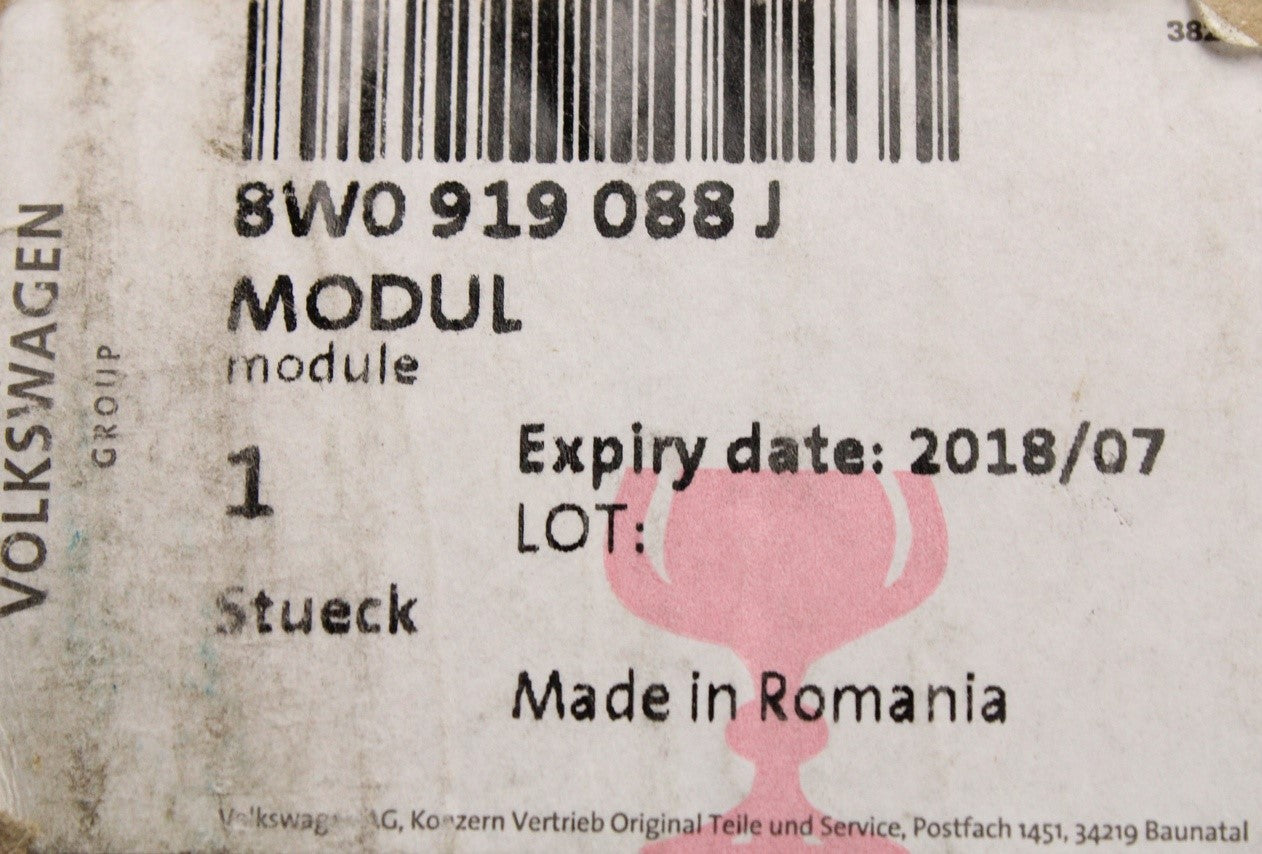 8W0 919 088 J
MODUL
module
1
Stueck
Expiry date: 2018/07
LOT:
Made in Romania
VOLKSWAGEN
GROUP
AG, Konzern Vertrieb Original Teile und Service, Postfach 1451, 34219 Baunatal